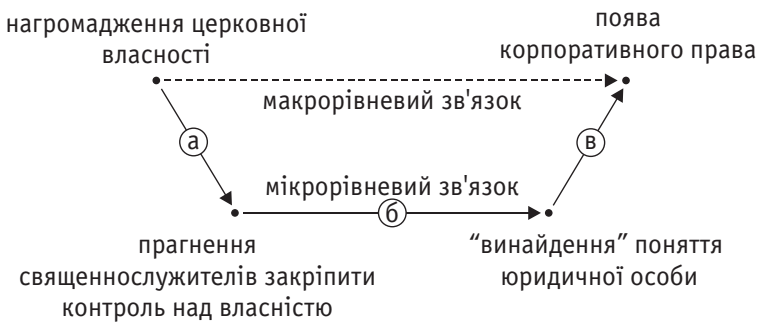 нагромадження церковної
власності
поява
корпоративного права
макрорівневий зв'язок
а
в
мікрорівневий зв'язок
б
прагнення
священнослужителів закріпити
контроль над власністю
“винайдення” поняття
юридичної особи